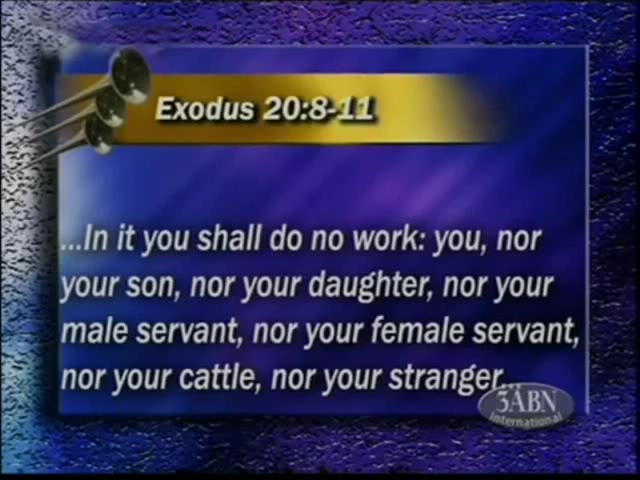 Exodus 20:8-11
...In it you shall do no work: you, nor
your son, nor your daughter, nor your
male servant, nor your female servant,
nor your cattle, nor your stranger...
3ABN
international